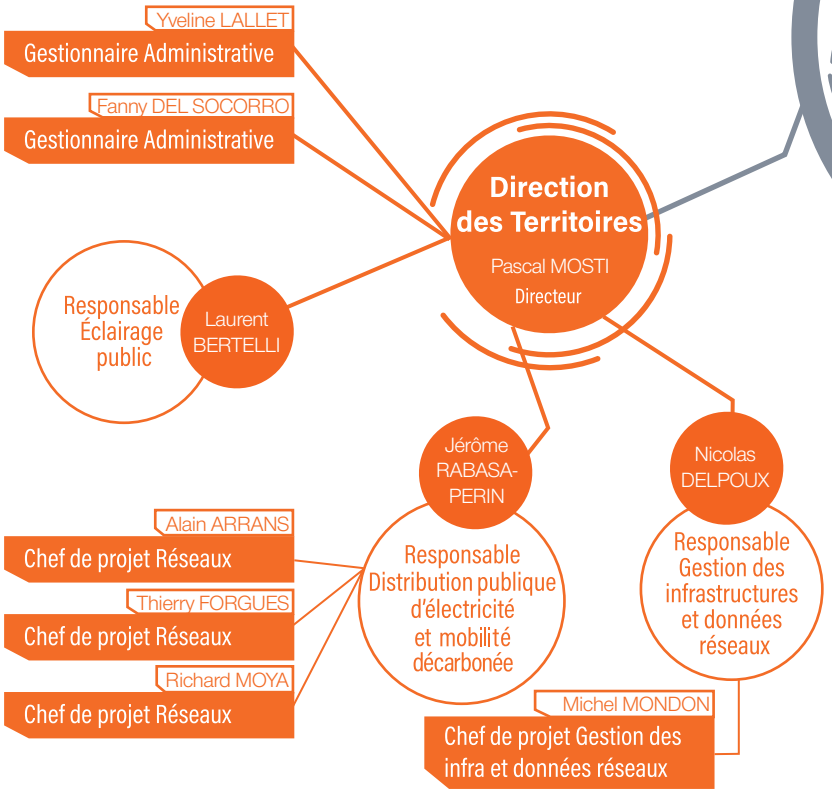 Yveline LALLET
Gestionnaire Administrative
Fanny DEL SOCORRO
Gestionnaire Administrative
Direction
des Territoires
Pascal MOSTI
Directeur
Responsable
Éclairage
public
Laurent
BERTELLI
Jérôme
RABASA-
PERIN
Responsable
Distribution publique
d'électricité
et mobilité
décarbonée
Nicolas
DELPOUX
Responsable
Gestion des
infrastructures
et données
réseaux
Alain ARRANS
Chef de projet Réseaux
Thierry FORGUES
Chef de projet Réseaux
Richard MOYA
Chef de projet Réseaux
Michel MONDON
Chef de projet Gestion des
infra et données réseaux